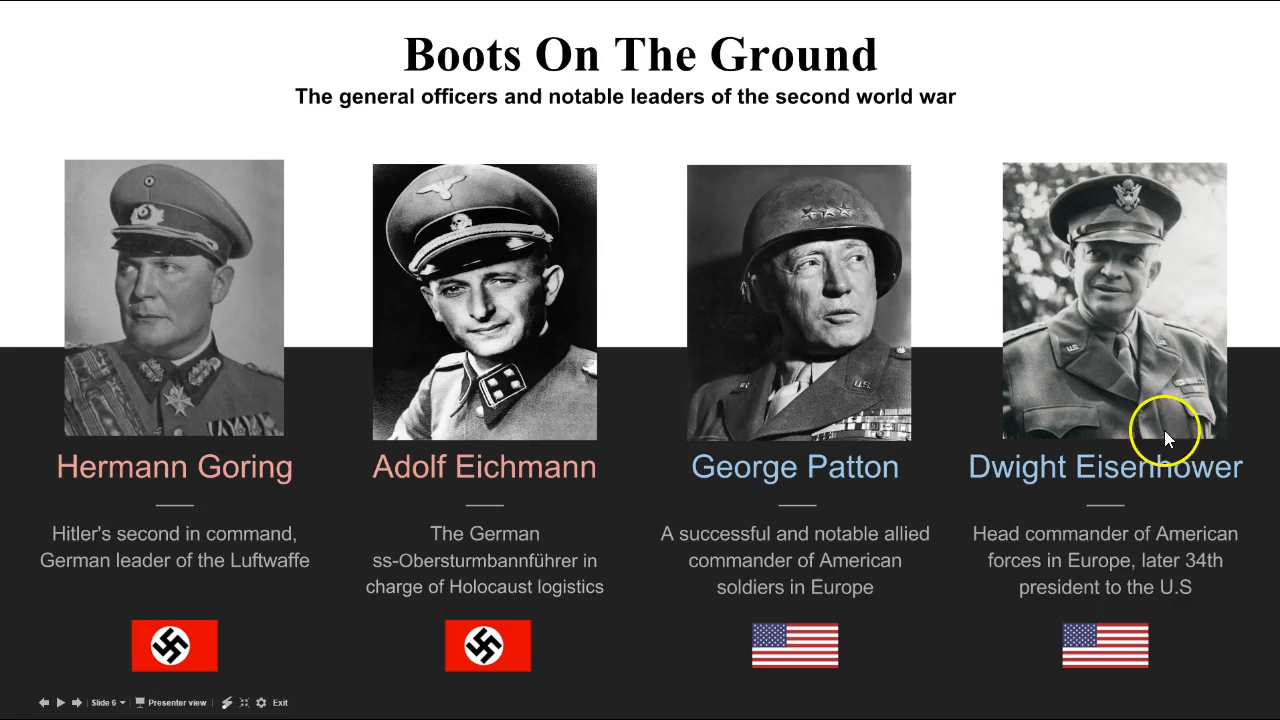 Boots On The Ground
The general officers and notable leaders of the second world war
Hermann Goring
Hitler's second in command,
German leader of the Luftwaffe
Adolf Eichmann
The German
ss-Obersturmbannführer in
charge of Holocaust logistics
George Patton
A successful and notable allied
commander of American
soldiers in Europe
Dwight Eisenhower
Head commander of American
forces in Europe, later 34th
president to the U.S
Slide 6
Presenter view
Exit